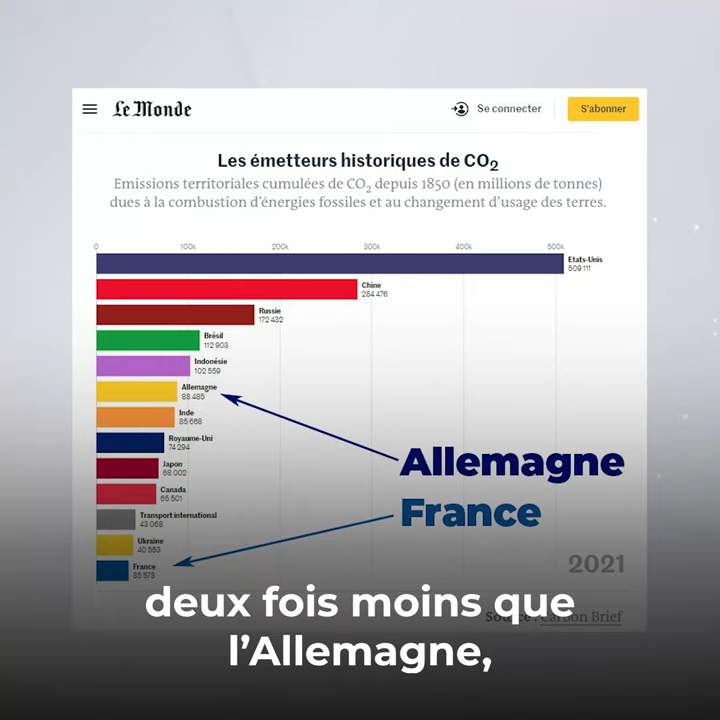 Le Monde
Se connecter
S'abonner
Les émetteurs historiques de CO₂
Emissions territoriales cumulées de CO₂ depuis 1850 (en millions de tonnes)
dues à la combustion d'énergies fossiles et au changement d'usage des terres.
0 100k 200k 300k 400k 500k
Etats-Unis
509 111
Chine
284 476
Russie
172 432
Brésil
112 903
Indonésie
102 559
Allemagne
88 485
Inde
85 668
Royaume-Uni
74 294
Japon
68 002
Canada
65 501
Transport international
43 068
Ukraine
40 553
France
35 573
Allemagne
France
2021
Source : Carbon Brief
deux fois moins que
l'Allemagne,